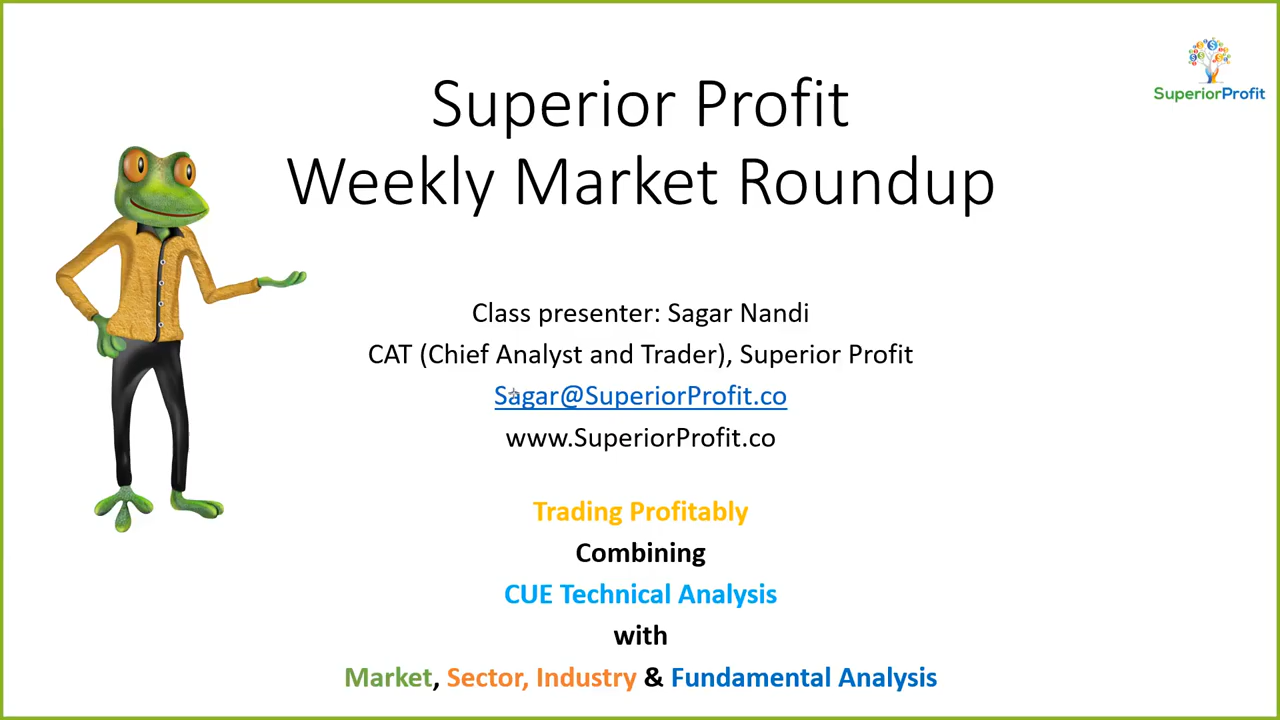 SuperiorProfit
Superior Profit
Weekly Market Roundup
Class presenter: Sagar Nandi
CAT (Chief Analyst and Trader), Superior Profit
Sagar@SuperiorProfit.co
www.SuperiorProfit.co
Trading Profitably
Combining
CUE Technical Analysis
with
Market, Sector, Industry & Fundamental Analysis